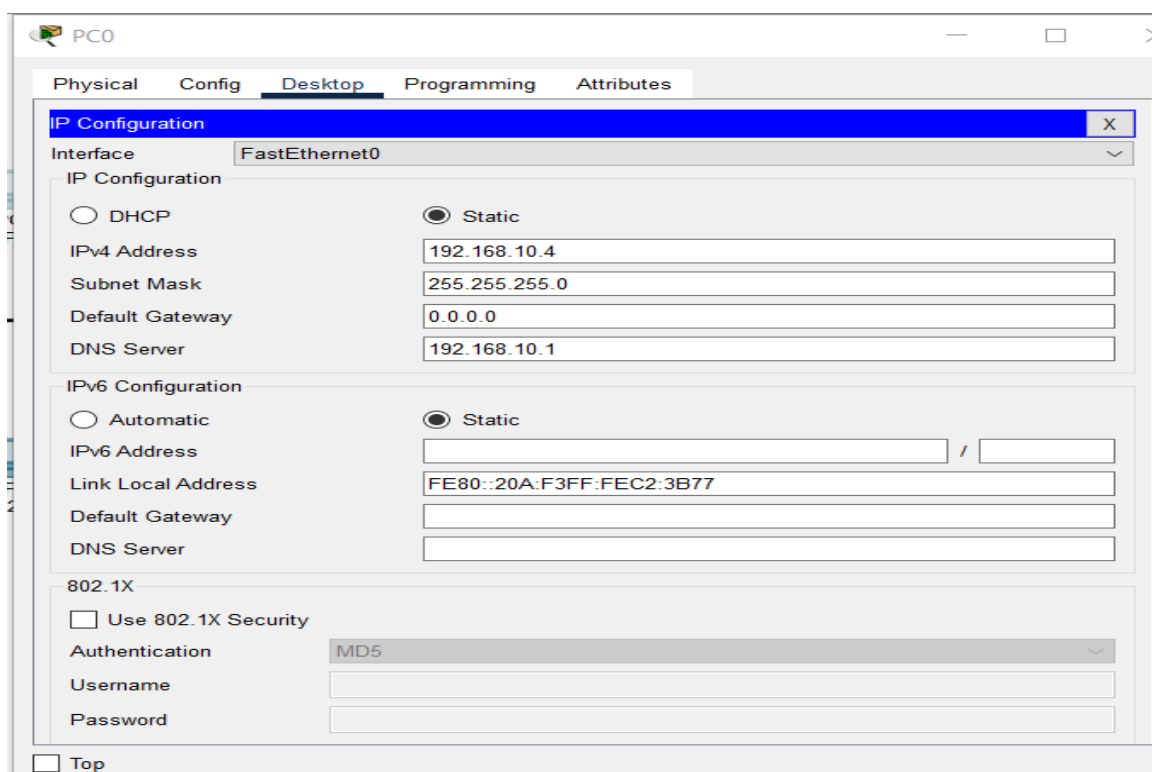 PC0
Physical Config Desktop Programming Attributes
IP Configuration X
Interface FastEthernet0
IP Configuration
DHCP Static
IPv4 Address 192.168.10.4
Subnet Mask 255.255.255.0
Default Gateway 0.0.0.0
DNS Server 192.168.10.1
IPv6 Configuration
Automatic Static
IPv6 Address /
Link Local Address FE80::20A:F3FF:FEC2:3B77
Default Gateway
DNS Server
802.1X
Use 802.1X Security
Authentication MD5
Username
Password
Top